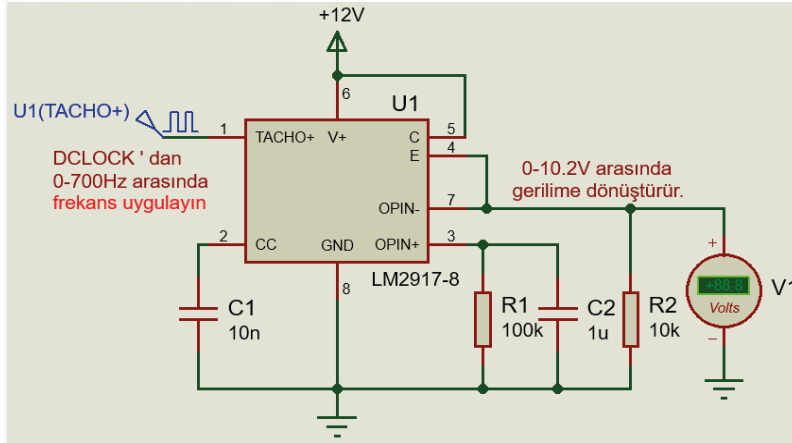 +12V
U1(TACHO+)
U1
6
1
TACHO+
V+
C
5
E
4
DCLOCK ' dan
0-700Hz arasında
frekans uygulayın
0-10.2V arasında
gerilime dönüştürür.
OPIN-
7
2
CC
GND
OPIN+
3
8
LM2917-8
C1
10n
R1
100k
C2
1u
R2
10k
+
+88.8
Volts
−
V1